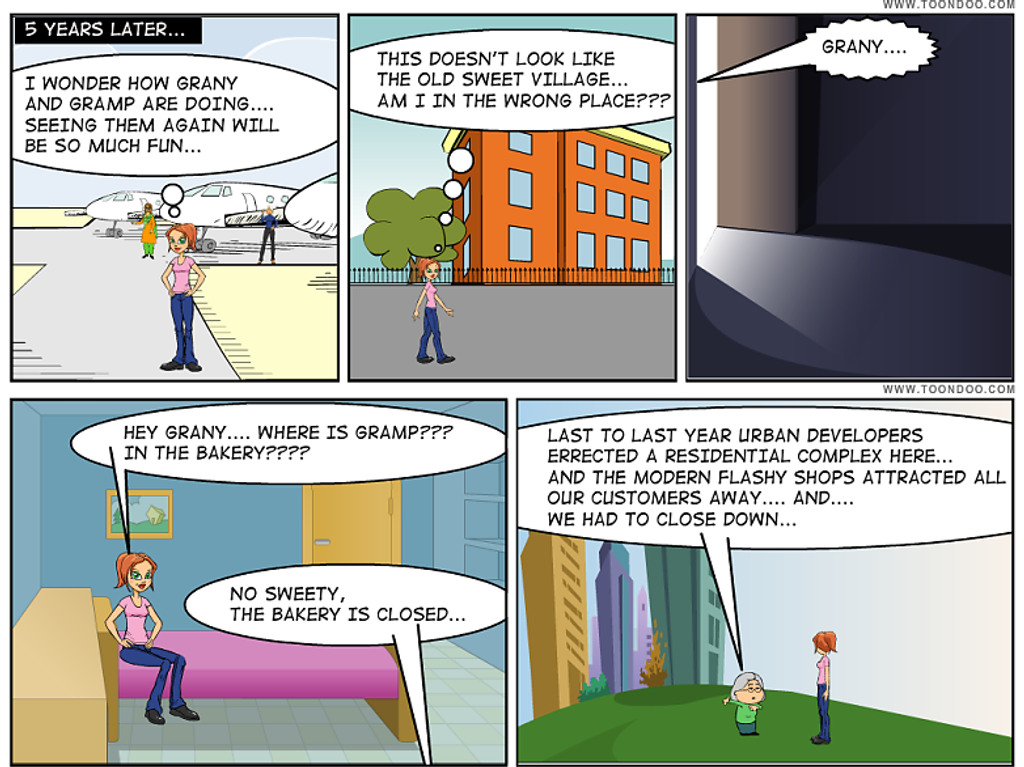 WWW.TOONDOO.COM
5 YEARS LATER...
I WONDER HOW GRANY
AND GRAMP ARE DOING....
SEEING THEM AGAIN WILL
BE SO MUCH FUN...
THIS DOESN'T LOOK LIKE
THE OLD SWEET VILLAGE...
AM I IN THE WRONG PLACE???
GRANY....
WWW.TOONDOO.COM
HEY GRANY.... WHERE IS GRAMP???
IN THE BAKERY????
NO SWEETY,
THE BAKERY IS CLOSED...
LAST TO LAST YEAR URBAN DEVELOPERS
ERRECTED A RESIDENTIAL COMPLEX HERE...
AND THE MODERN FLASHY SHOPS ATTRACTED ALL
OUR CUSTOMERS AWAY.... AND....
WE HAD TO CLOSE DOWN...